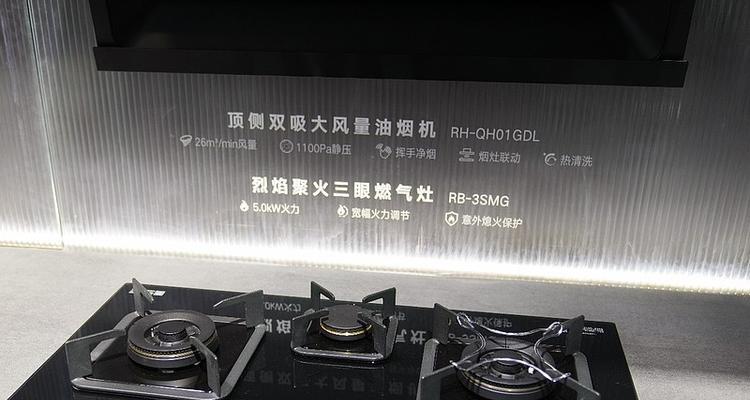 顶侧双吸大风量油烟机 RH-QH01GDL
26m³/min风量 1100Pa静压 挥手净烟 烟灶联动 热清洗
烈焰聚火三眼燃气灶 RB-3SMG
5.0kW火力 宽幅火力调节 意外熄火保护